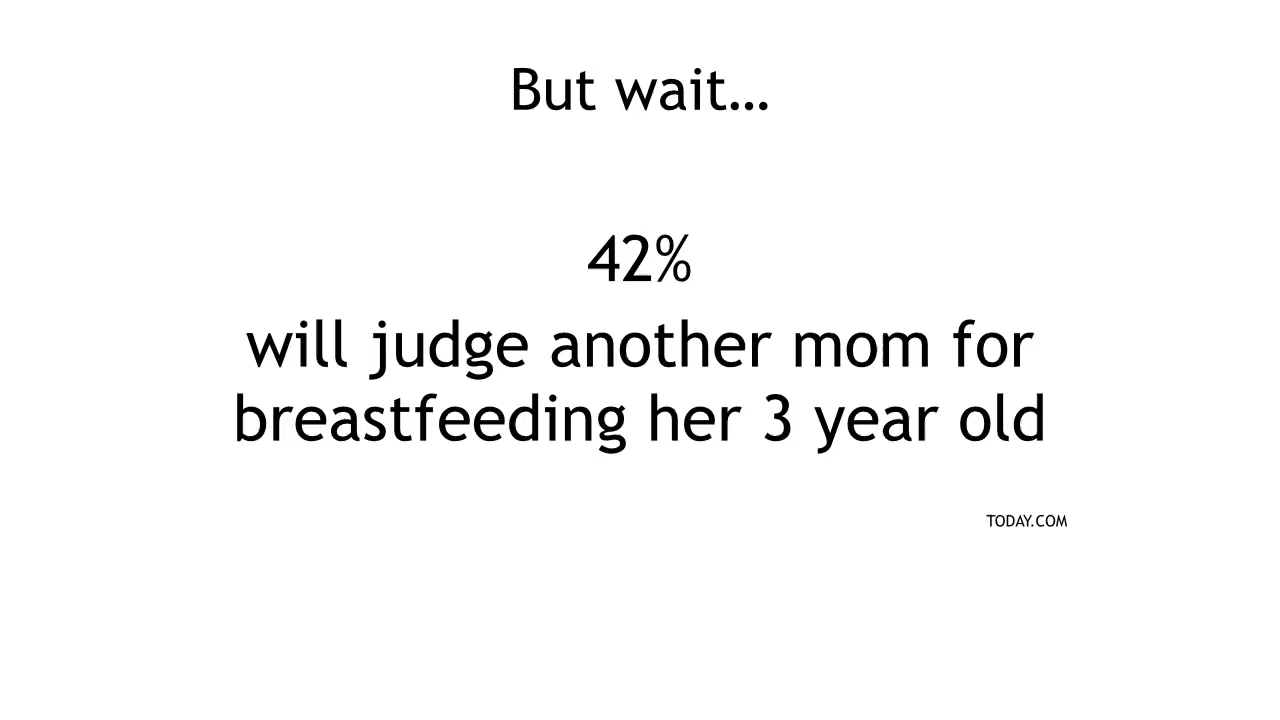 But wait…
42%
will judge another mom for
breastfeeding her 3 year old
TODAY.COM